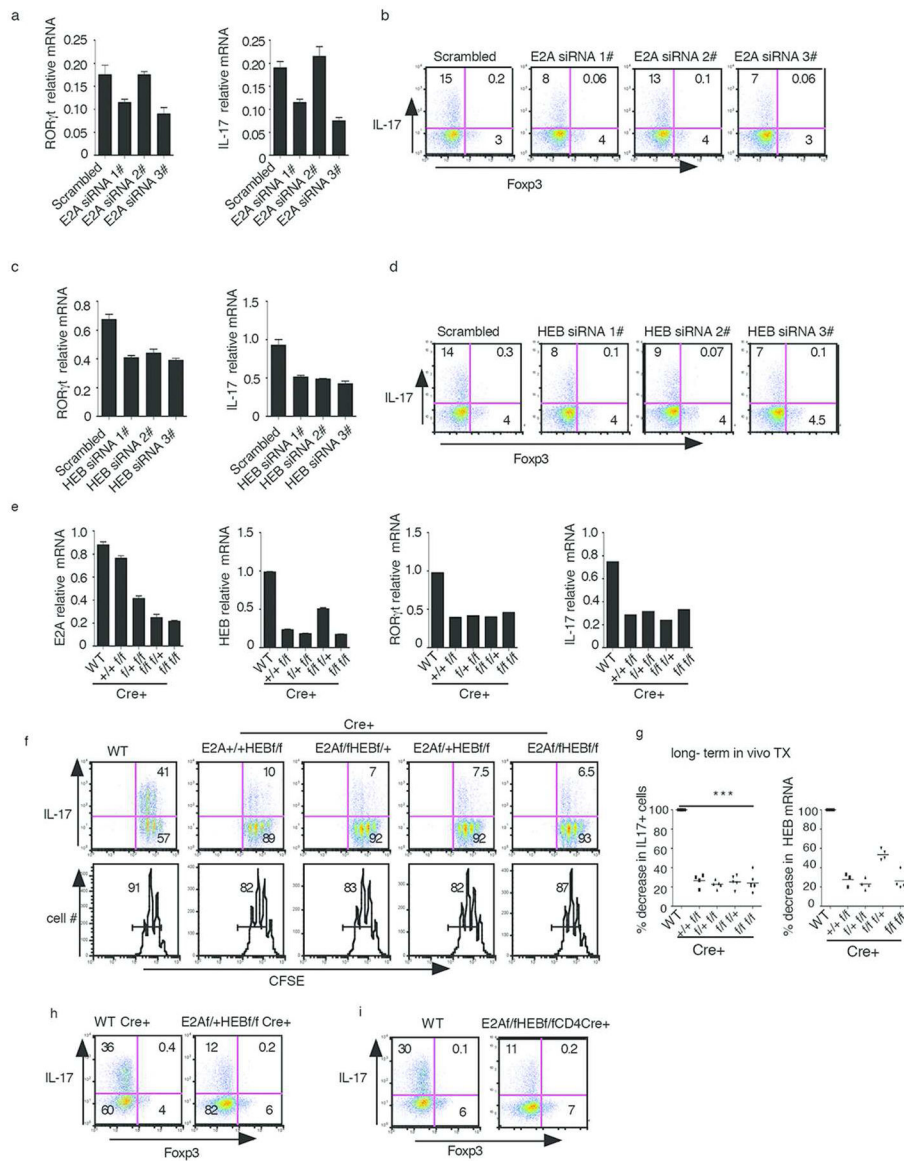 a
RORγt relative mRNA
0.25
0.20
0.15
0.10
0.05
0.00
Scrambled
E2A siRNA 1#
E2A siRNA 2#
E2A siRNA 3#
IL-17 relative mRNA
0.25
0.20
0.15
0.10
0.05
0.00
Scrambled
E2A siRNA 1#
E2A siRNA 2#
E2A siRNA 3#
b
Scrambled
E2A siRNA 1#
E2A siRNA 2#
E2A siRNA 3#
15 0.2
8 0.06
13 0.1
7 0.06
IL-17
3
4
4
3
Foxp3
c
RORγt relative mRNA
0.8
0.6
0.4
0.2
0
Scrambled
HEB siRNA 1#
HEB siRNA 2#
HEB siRNA 3#
IL-17 relative mRNA
1.5
1.0
0.5
0
Scrambled
HEB siRNA 1#
HEB siRNA 2#
HEB siRNA 3#
d
Scrambled
HEB siRNA 1#
HEB siRNA 2#
HEB siRNA 3#
14 0.3
8 0.1
9 0.07
7 0.1
IL-17
4
4
4
4.5
Foxp3
e
E2A relative mRNA
1.0
0.8
0.6
0.4
0.2
0
WT
+/+ f/f
f/+ f/f
f/f f/+
f/f f/f
Cre+
HEB relative mRNA
1.5
1.0
0.5
0
WT
+/+ f/f
f/+ f/f
f/f f/+
f/f f/f
Cre+
RORγt relative mRNA
1.5
1.0
0.5
0
WT
+/+ f/f
f/+ f/f
f/f f/+
f/f f/f
Cre+
IL-17 relative mRNA
1.0
0.8
0.6
0.4
0.2
0
WT
+/+ f/f
f/+ f/f
f/f f/+
f/f f/f
Cre+
f
Cre+
WT
E2A+/+HEBf/f
E2Af/fHEBf/+
E2Af/+HEBf/f
E2Af/fHEBf/f
41
10
7
7.5
6.5
IL-17
57
89
92
92
93
cell #
91
82
83
82
87
CFSE
g
long- term in vivo TX
% decrease in IL17+ cells
100
80
60
40
20
0
***
WT
+/+ f/f
f/+ f/f
f/f f/+
f/f f/f
Cre+
% decrease in HEB mRNA
100
80
60
40
20
0
WT
+/+ f/f
f/+ f/f
f/f f/+
f/f f/f
Cre+
h
WT Cre+
E2Af/+HEBf/f Cre+
36 0.4
12 0.2
IL-17
60 4
82 6
Foxp3
i
WT
E2Af/fHEBf/fCD4Cre+
30 0.1
11 0.2
IL-17
6
7
Foxp3